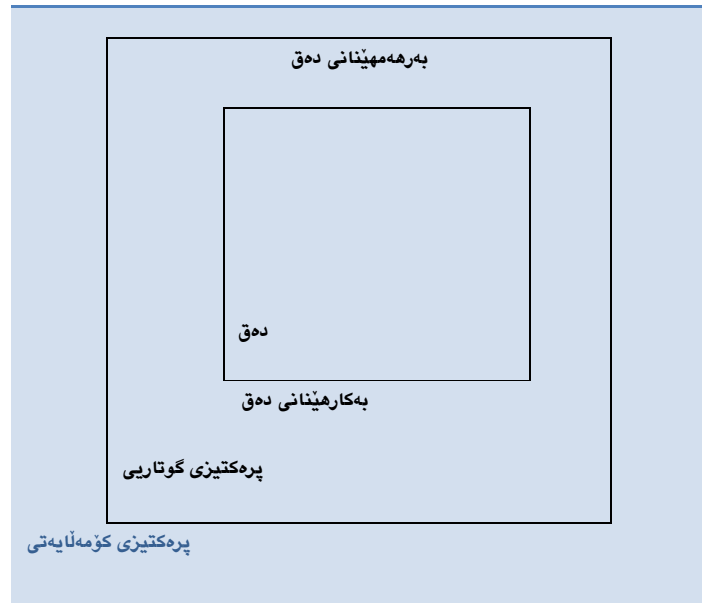 بەرهەمهێنانی دەق
دەق
بەکارهێنانی دەق
پرەکتیزی گوتاریی
پرەکتیزی کۆمەڵایەتی